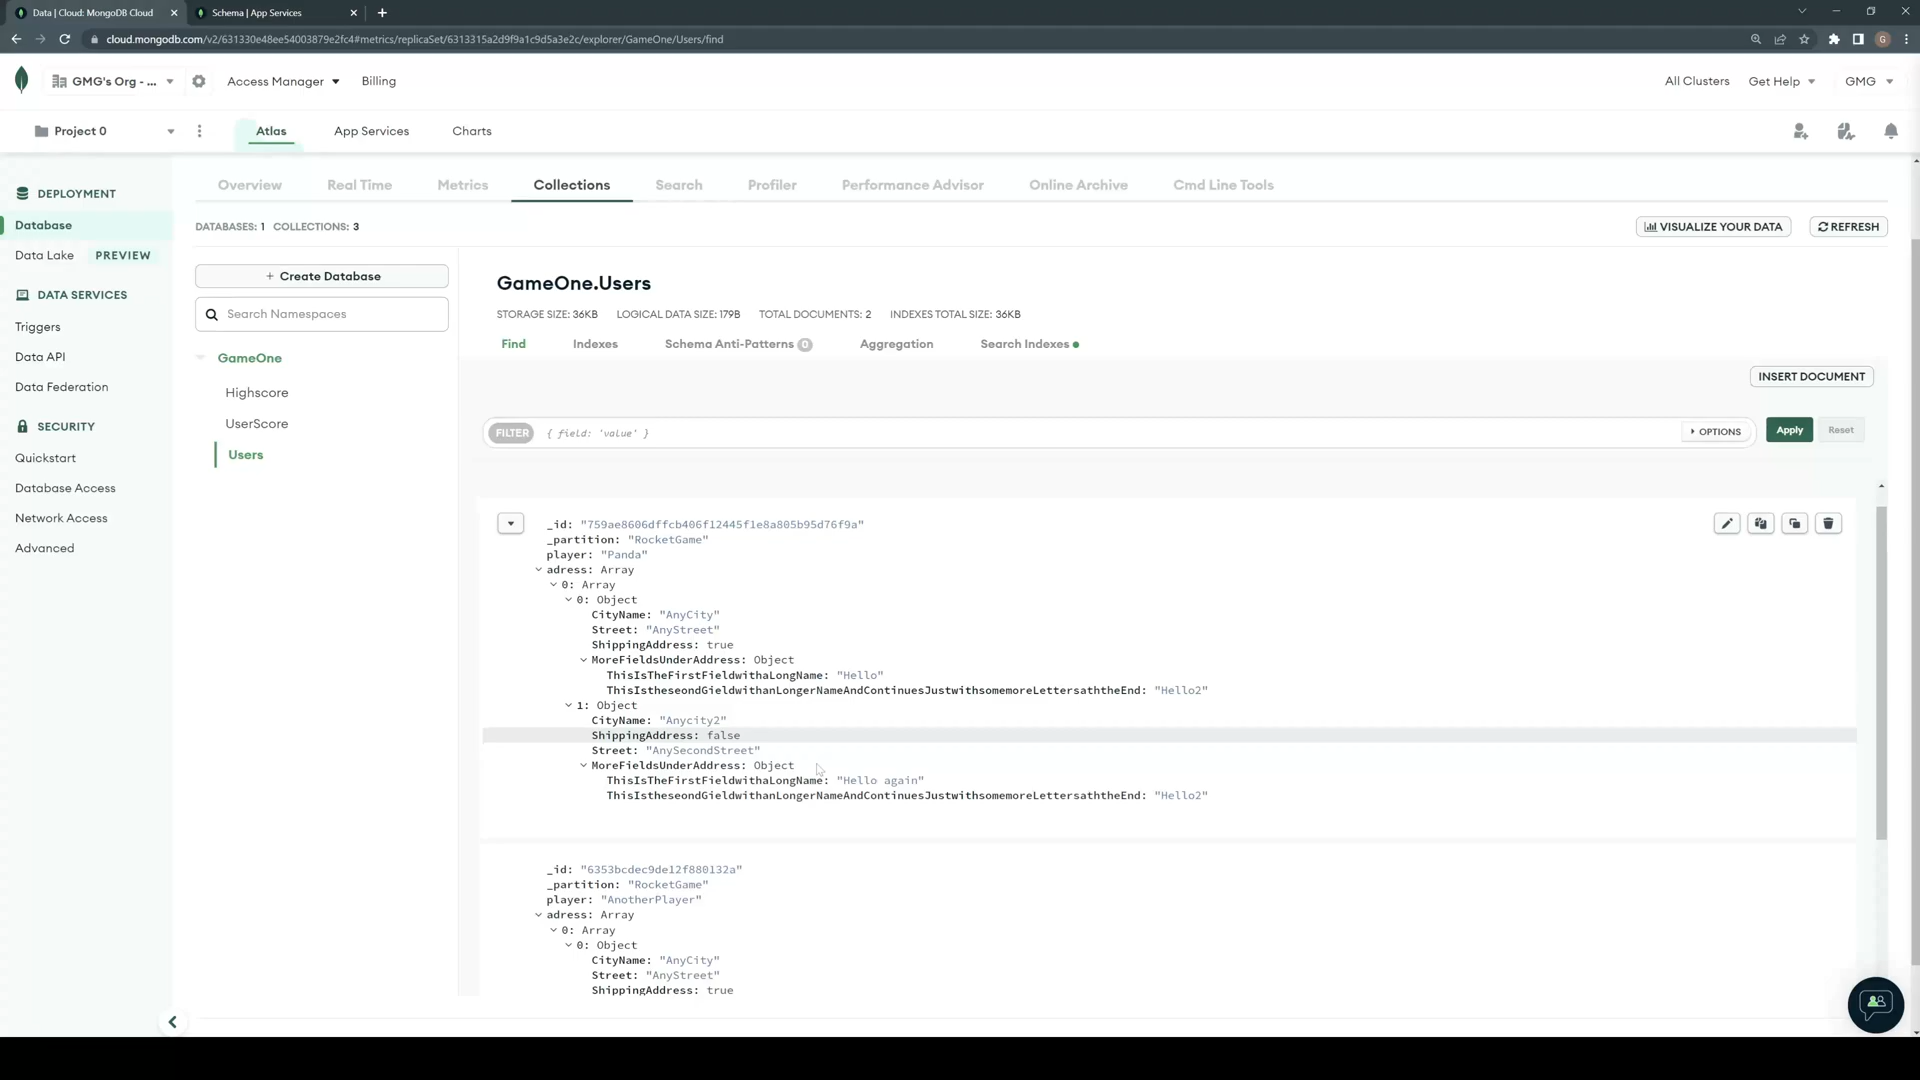 Data | Cloud: MongoDB Cloud
Schema | App Services
cloud.mongodb.com/v2/631330e48ee54003879e2fc4#metrics/replicaSet/6313315a2d9f9a1c9d5a3e2c/explorer/GameOne/Users/find
G
GMG's Org - ...
Access Manager
Billing
All Clusters
Get Help
GMG
Project 0
Atlas
App Services
Charts
DEPLOYMENT
Database
Data Lake PREVIEW
DATA SERVICES
Triggers
Data API
Data Federation
SECURITY
Quickstart
Database Access
Network Access
Advanced
Overview
Real Time
Metrics
Collections
Search
Profiler
Performance Advisor
Online Archive
Cmd Line Tools
DATABASES: 1 COLLECTIONS: 3
VISUALIZE YOUR DATA
REFRESH
+ Create Database
Search Namespaces
GameOne
Highscore
UserScore
Users
GameOne.Users
STORAGE SIZE: 36KB LOGICAL DATA SIZE: 179B TOTAL DOCUMENTS: 2 INDEXES TOTAL SIZE: 36KB
Find
Indexes
Schema Anti-Patterns 0
Aggregation
Search Indexes
INSERT DOCUMENT
FILTER { field: 'value' }
OPTIONS
Apply
Reset
_id: "759ae8606dffcb406f12445f1e8a805b95d76f9a"
_partition: "RocketGame"
player: "Panda"
adress: Array
0: Array
0: Object
CityName: "AnyCity"
Street: "AnyStreet"
ShippingAddress: true
MoreFieldsUnderAddress: Object
ThisIsTheFirstFieldwithaLongName: "Hello"
ThisIstheseondGieldwithanLongerNameAndContinuesJustwithsomemoreLettersaththeEnd: "Hello2"
1: Object
CityName: "Anycity2"
ShippingAddress: false
Street: "AnySecondStreet"
MoreFieldsUnderAddress: Object
ThisIsTheFirstFieldwithaLongName: "Hello again"
ThisIstheseondGieldwithanLongerNameAndContinuesJustwithsomemoreLettersaththeEnd: "Hello2"
_id: "6353bcdec9de12f880132a"
_partition: "RocketGame"
player: "AnotherPlayer"
adress: Array
0: Array
0: Object
CityName: "AnyCity"
Street: "AnyStreet"
ShippingAddress: true